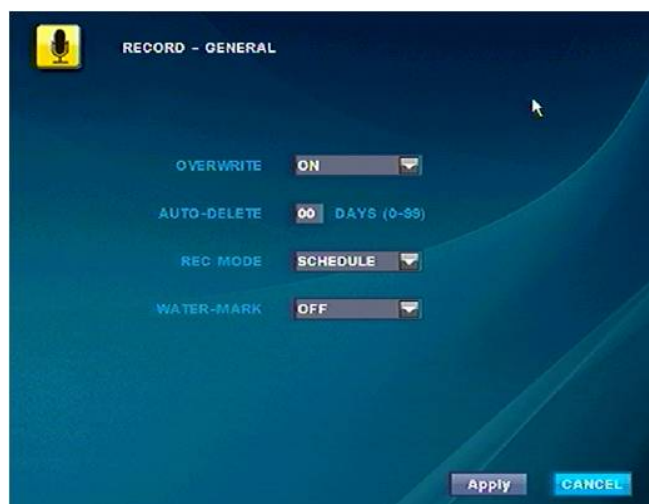 RECORD - GENERAL
OVERWRITE ON
AUTO-DELETE 00 DAYS (0-99)
REC MODE SCHEDULE
WATER-MARK OFF
Apply CANCEL